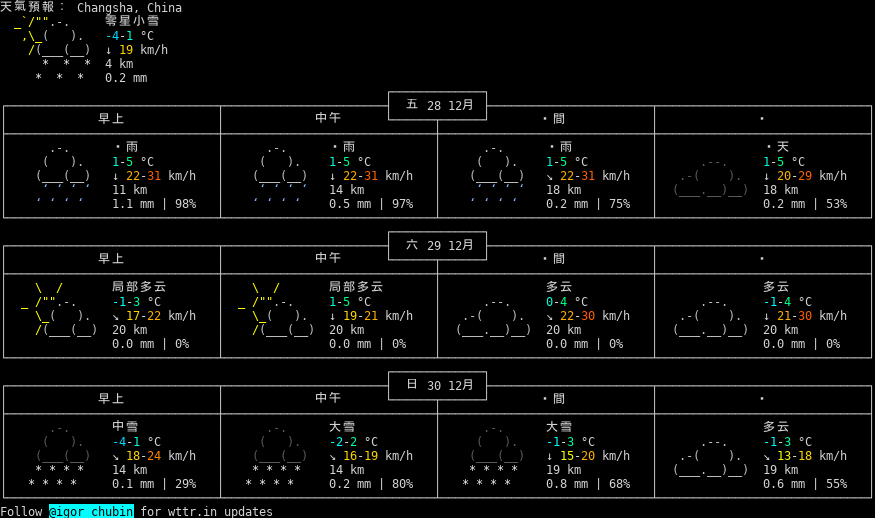 天氣預報： Changsha, China
零星小雪
-4-1 °C
↓ 19 km/h
4 km
0.2 mm
五 28 12月
早上 中午 ・間 ・
・雨 ・雨 ・雨 ・天
1-5 °C 1-5 °C 1-5 °C 1-5 °C
↓ 22-31 km/h ↓ 22-31 km/h ↘ 22-31 km/h ↓ 20-29 km/h
11 km 14 km 18 km 18 km
1.1 mm | 98% 0.5 mm | 97% 0.2 mm | 75% 0.2 mm | 53%
六 29 12月
早上 中午 ・間 ・
局部多云 局部多云 多云 多云
-1-3 °C 1-5 °C 0-4 °C -1-4 °C
↘ 17-22 km/h ↓ 19-21 km/h ↘ 22-30 km/h ↓ 21-30 km/h
20 km 20 km 20 km 20 km
0.0 mm | 0% 0.0 mm | 0% 0.0 mm | 0% 0.0 mm | 0%
日 30 12月
早上 中午 ・間 ・
中雪 大雪 大雪 多云
-4-1 °C -2-2 °C -1-3 °C -1-3 °C
↘ 18-24 km/h ↘ 16-19 km/h ↓ 15-20 km/h ↘ 13-18 km/h
14 km 14 km 19 km 19 km
0.1 mm | 29% 0.2 mm | 80% 0.8 mm | 68% 0.6 mm | 55%
Follow @igor_chubin for wttr.in updates